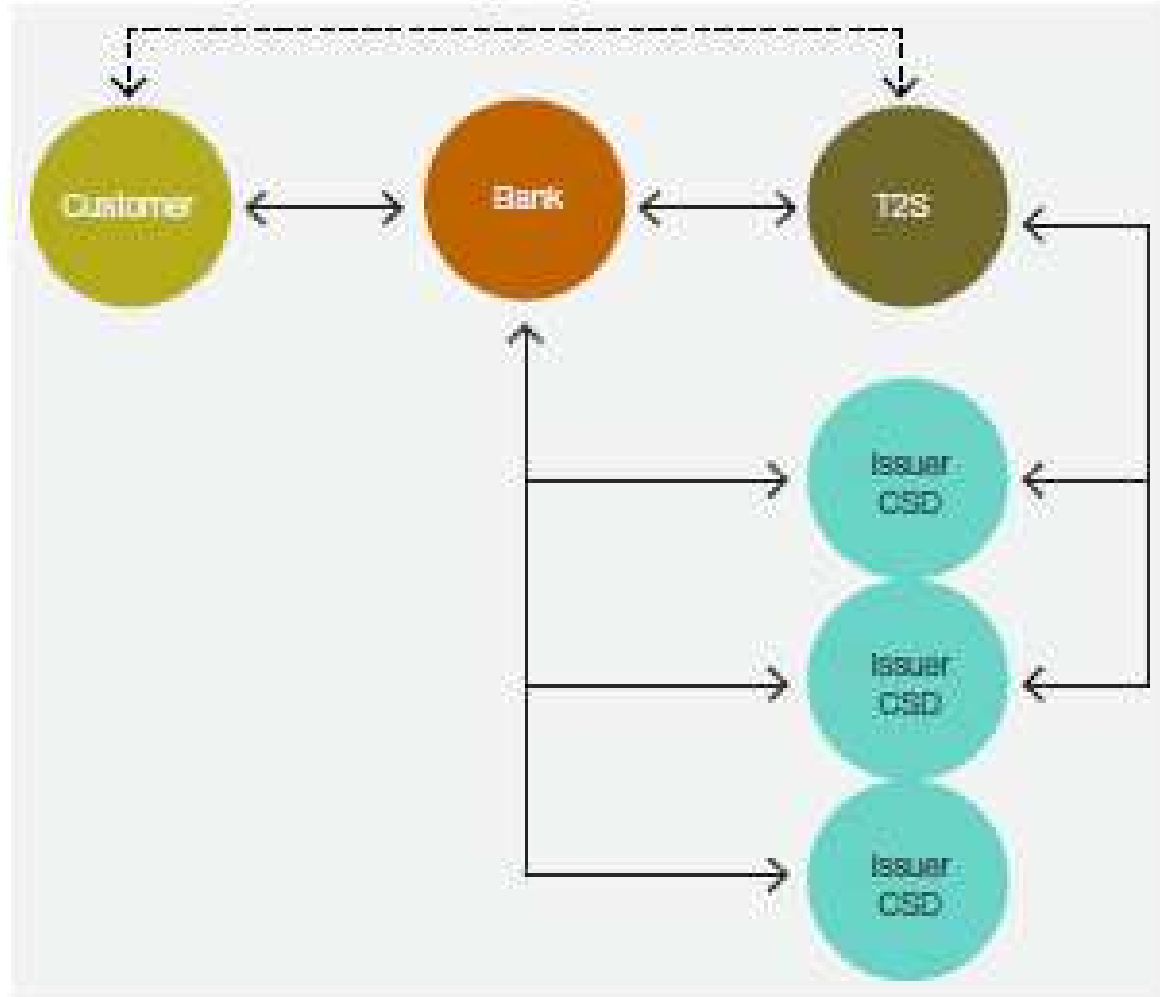 Customer
Bank
T2S
Issuer
CSD
Issuer
CSD
Issuer
CSD